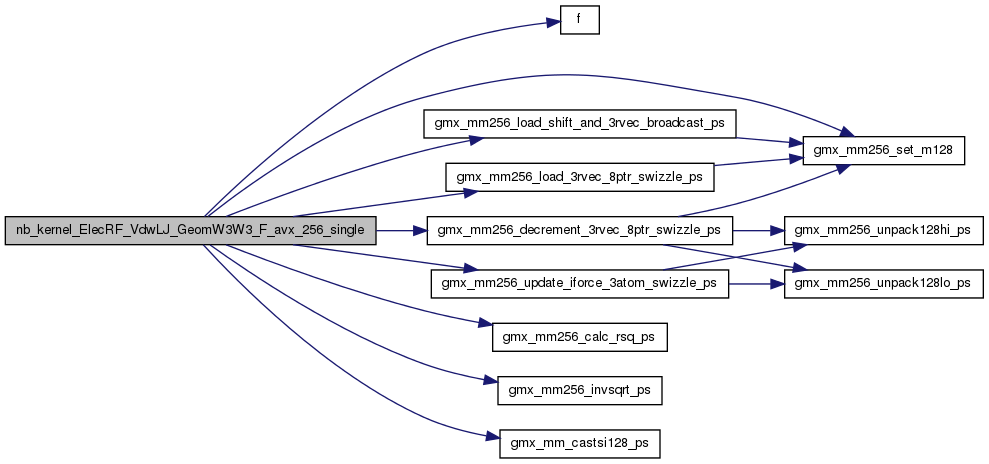 f
gmx_mm256_load_shift_and_3rvec_broadcast_ps
gmx_mm256_set_m128
gmx_mm256_load_3rvec_8ptr_swizzle_ps
nb_kernel_ElecRF_VdwLJ_GeomW3W3_F_avx_256_single
gmx_mm256_decrement_3rvec_8ptr_swizzle_ps
gmx_mm256_unpack128hi_ps
gmx_mm256_update_iforce_3atom_swizzle_ps
gmx_mm256_unpack128lo_ps
gmx_mm256_calc_rsq_ps
gmx_mm256_invsqrt_ps
gmx_mm_castsi128_ps